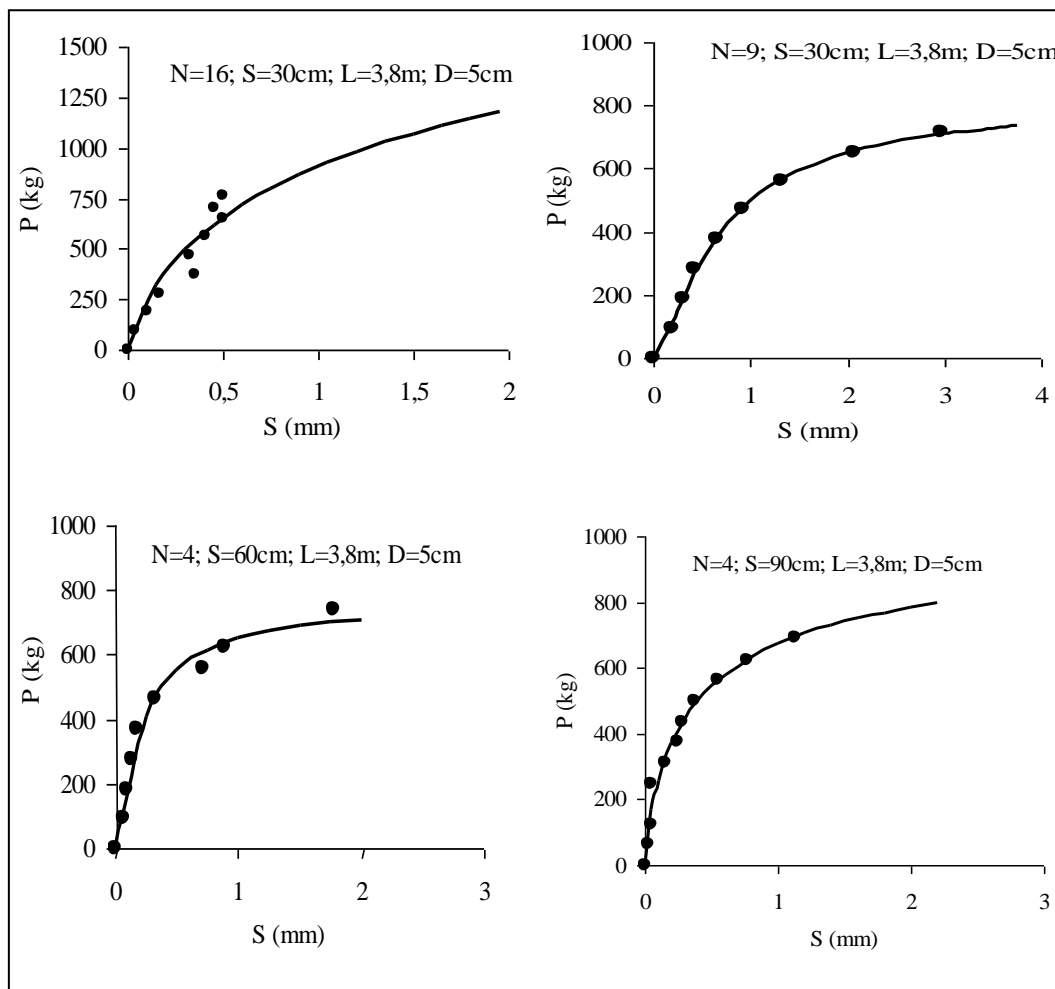 N=16; S=30cm; L=3,8m; D=5cm
P (kg)
1500
1250
1000
750
500
250
0
0 0,5 1 1,5 2
S (mm)
N=9; S=30cm; L=3,8m; D=5cm
P (kg)
1000
800
600
400
200
0
0 1 2 3 4
S (mm)
N=4; S=60cm; L=3,8m; D=5cm
P (kg)
1000
800
600
400
200
0
0 1 2 3
S (mm)
N=4; S=90cm; L=3,8m; D=5cm
P (kg)
1000
800
600
400
200
0
0 1 2 3
S (mm)